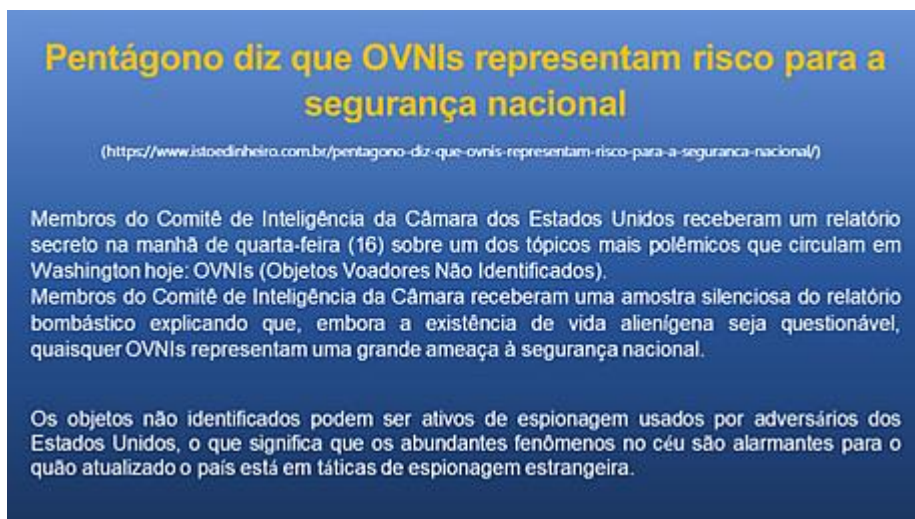 Pentágono diz que OVNIs representam risco para a
segurança nacional
(https://www.istoedinheiro.com.br/pentagono-diz-que-ovnis-representam-risco-para-a-seguranca-nacional/)
Membros do Comitê de Inteligência da Câmara dos Estados Unidos receberam um relatório
secreto na manhã de quarta-feira (16) sobre um dos tópicos mais polêmicos que circulam em
Washington hoje: OVNIs (Objetos Voadores Não Identificados).
Membros do Comitê de Inteligência da Câmara receberam uma amostra silenciosa do relatório
bombástico explicando que, embora a existência de vida alienígena seja questionável,
quaisquer OVNIs representam uma grande ameaça à segurança nacional.
Os objetos não identificados podem ser ativos de espionagem usados por adversários dos
Estados Unidos, o que significa que os abundantes fenômenos no céu são alarmantes para o
quão atualizado o país está em táticas de espionagem estrangeira.